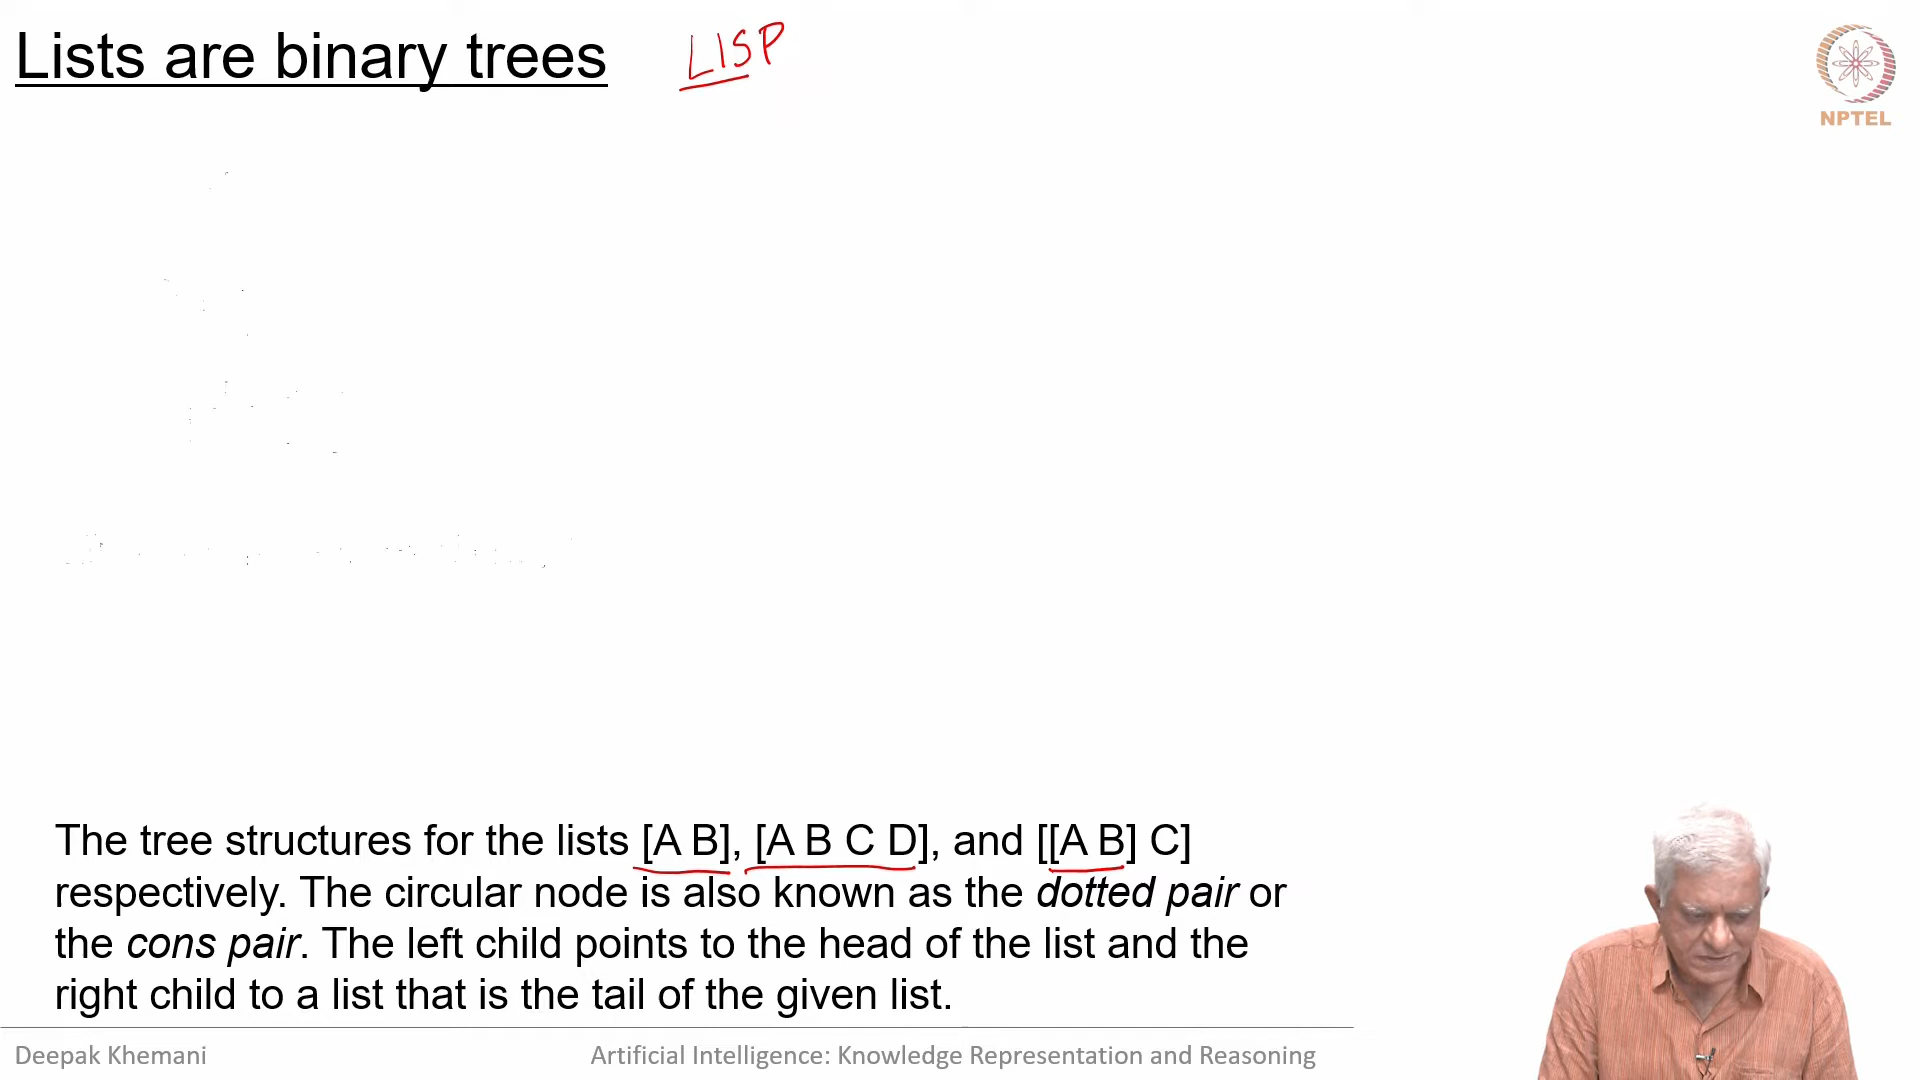 Lists are binary trees LISP
NPTEL
The tree structures for the lists [A B], [A B C D], and [[A B] C]
respectively. The circular node is also known as the dotted pair or
the cons pair. The left child points to the head of the list and the
right child to a list that is the tail of the given list.
Deepak Khemani Artificial Intelligence: Knowledge Representation and Reasoning